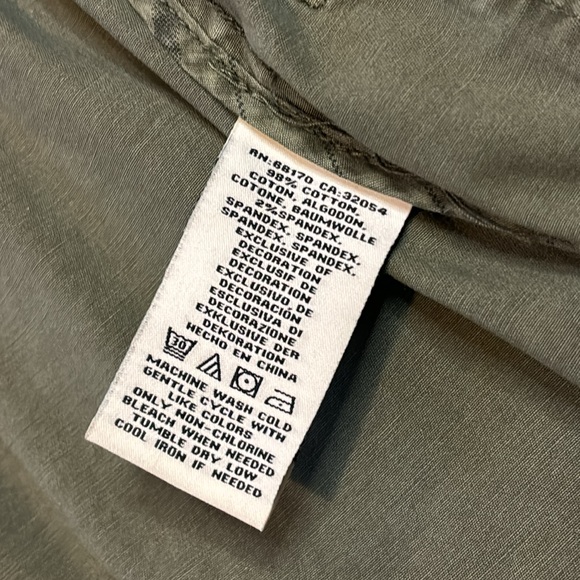 RN:66170 CA:32054
98% COTTON,
COTON, ALGODON,
COTONE, BAUMWOLLE
2% SPANDEX,
SPANDEX, SPANDEX,
SPANDEX, SPANDEX.
EXCLUSIVE OF
DECORATION
EXCLUSIF DE
DECORATION
EXCLUSIVO DE
DECORACIÓN
ESCLUSIVA DI
DECORAZIONE
EXKLUSIVE DER
DEKORATION
HECHO EN CHINA
30
MACHINE WASH COLD
GENTLE CYCLE WITH
LIKE COLORS
ONLY NON-CHLORINE
BLEACH WHEN NEEDED
TUMBLE DRY LOW
COOL IRON IF NEEDED